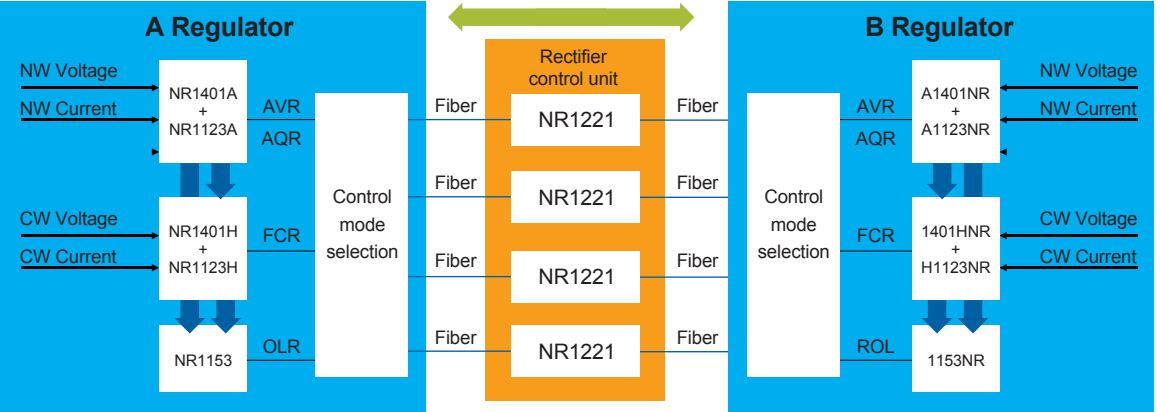 A Regulator
NW Voltage
NW Current
NR1401A
+
NR1123A
AVR
AQR
CW Voltage
CW Current
NR1401H
+
NR1123H
FCR
NR1153
OLR
Control
mode
selection
Fiber
Fiber
Fiber
Fiber
Rectifier
control unit
NR1221
NR1221
NR1221
NR1221
Fiber
Fiber
Fiber
Fiber
B Regulator
Control
mode
selection
AVR
AQR
FCR
ROL
A1401NR
+
A1123NR
1401HNR
+
H1123NR
1153NR
NW Voltage
NW Current
CW Voltage
CW Current